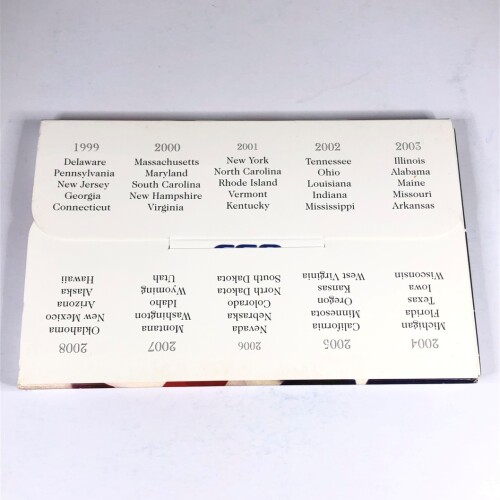 1999
Delaware
Pennsylvania
New Jersey
Georgia
Connecticut
2000
Massachusetts
Maryland
South Carolina
New Hampshire
Virginia
2001
New York
North Carolina
Rhode Island
Vermont
Kentucky
2002
Tennessee
Ohio
Louisiana
Indiana
Mississippi
2003
Illinois
Alabama
Maine
Missouri
Arkansas
2004
Michigan
Florida
Texas
Iowa
Wisconsin
2005
California
Minnesota
Oregon
Kansas
West Virginia
2006
Nevada
Nebraska
Colorado
North Dakota
South Dakota
2007
Montana
Washington
Idaho
Wyoming
Utah
2008
Oklahoma
New Mexico
Arizona
Alaska
Hawaii